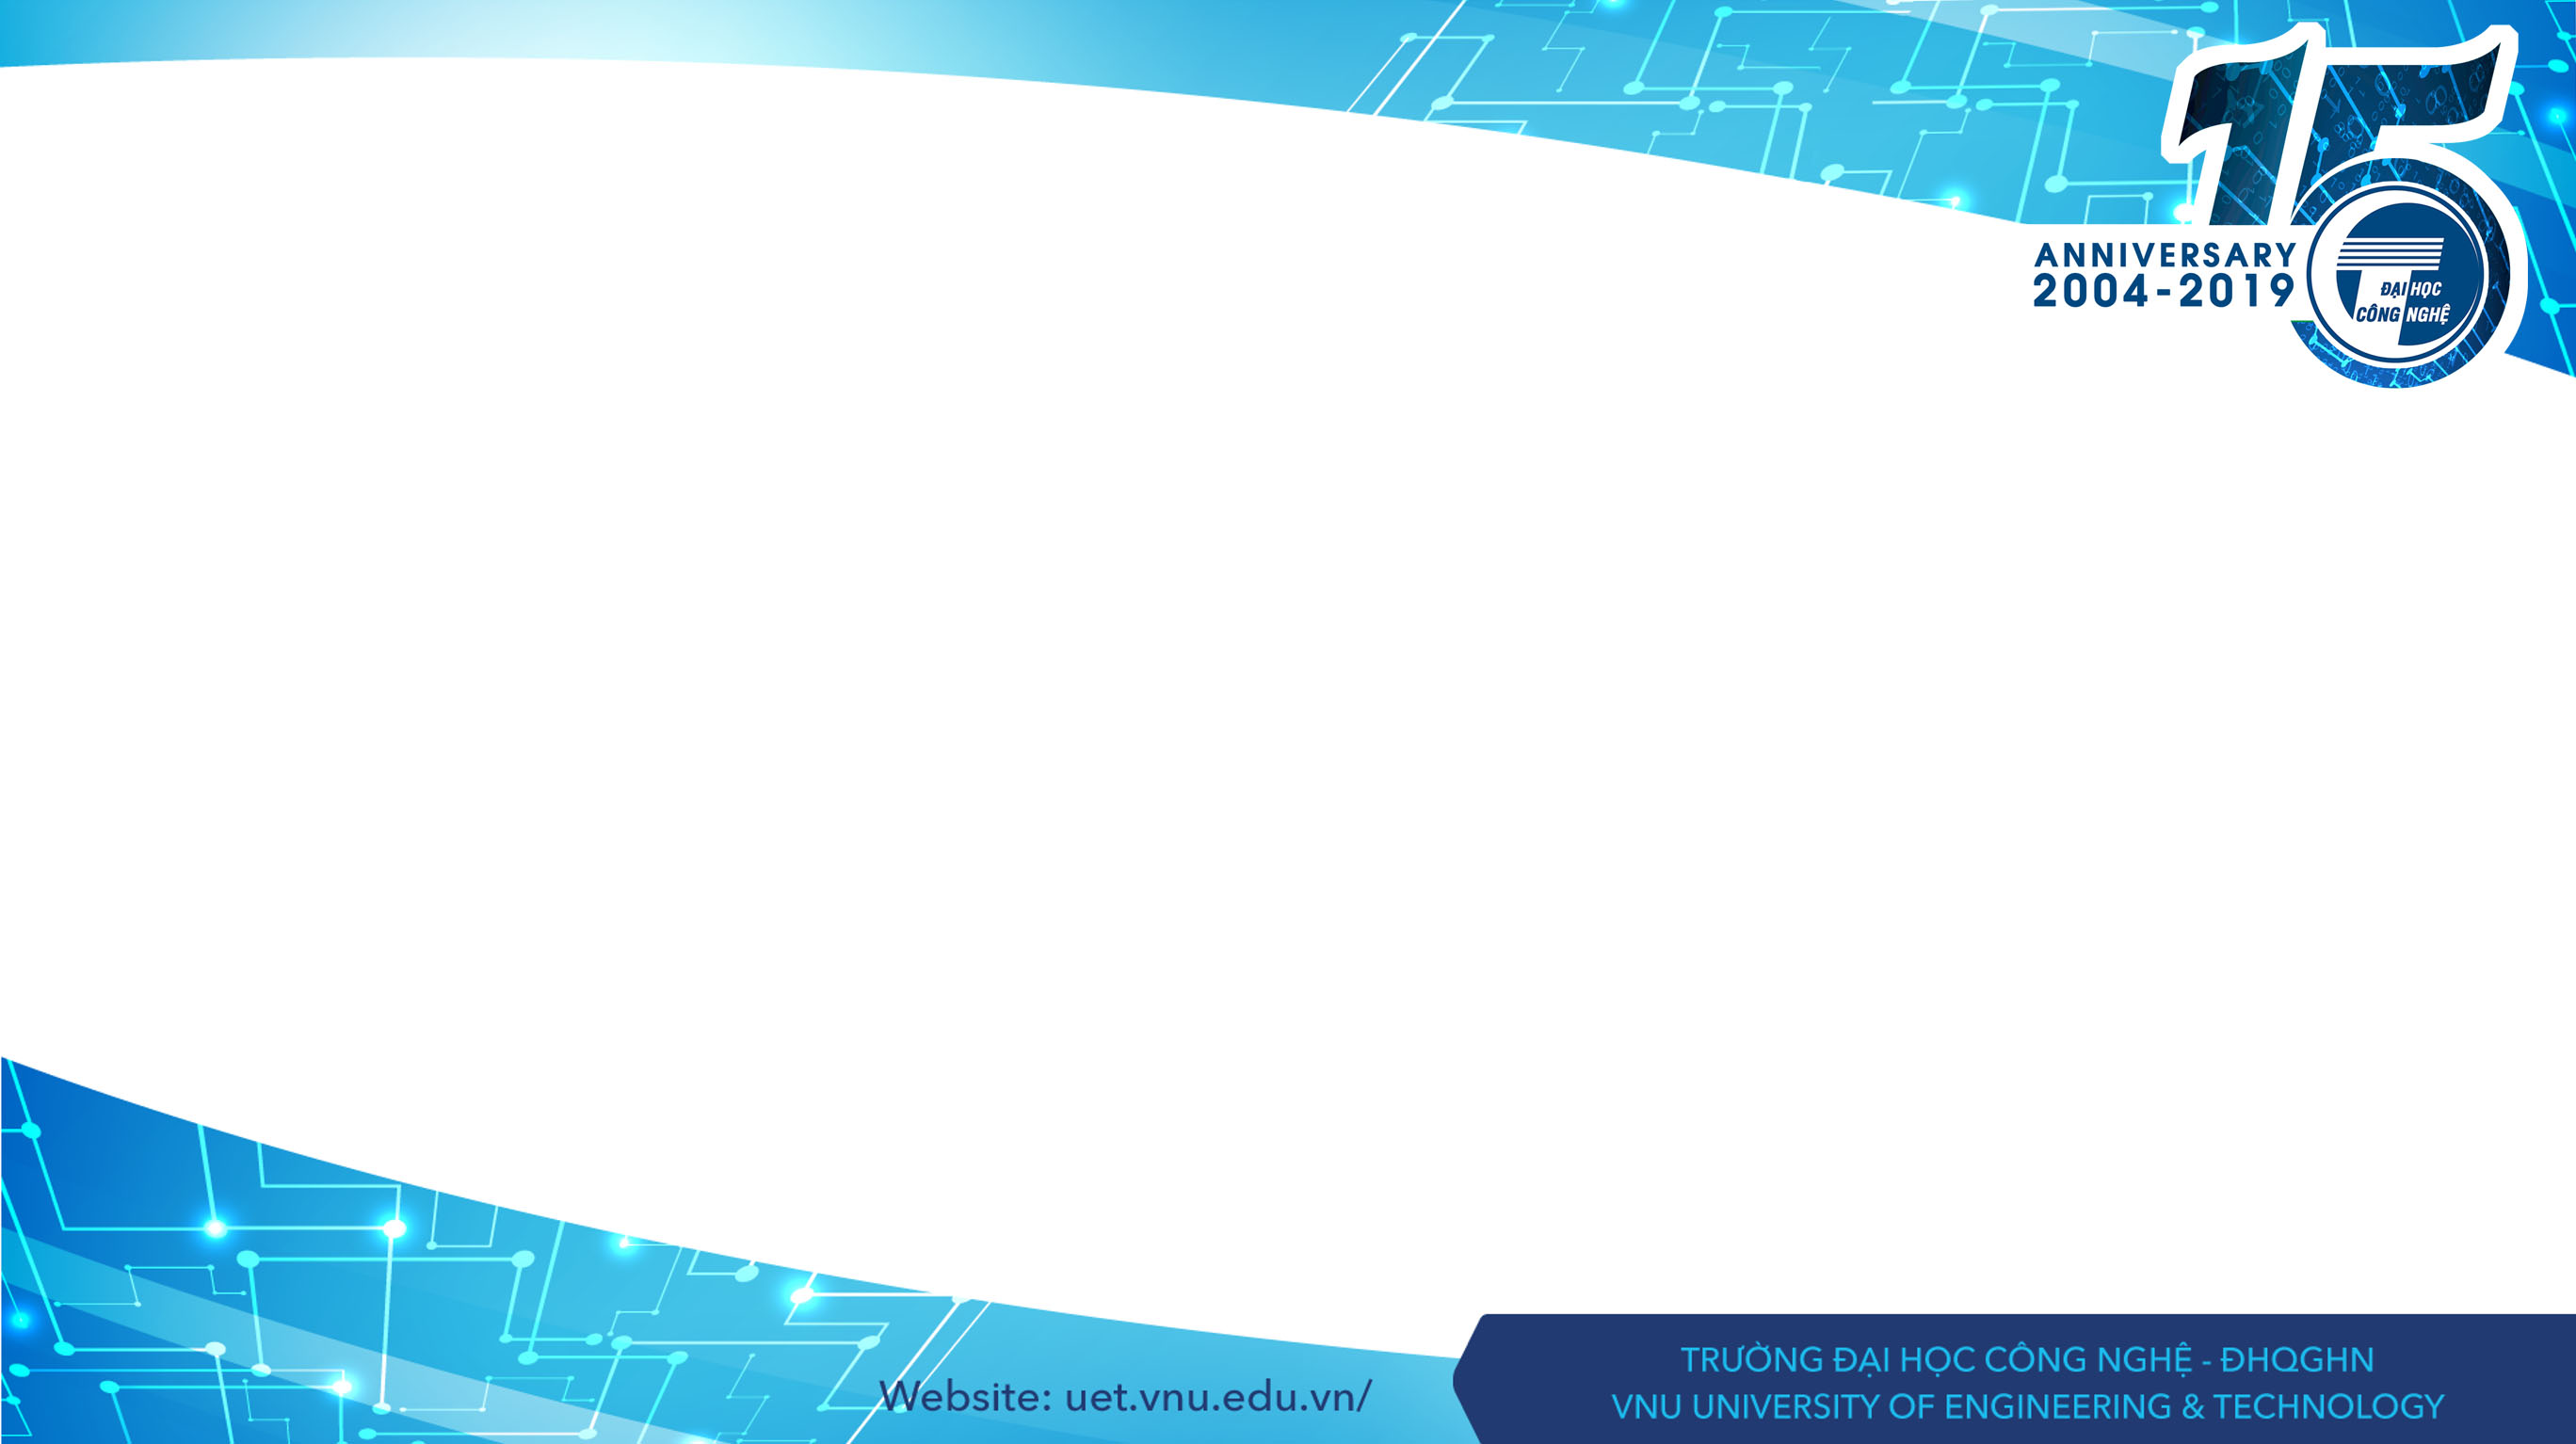 15
ANNIVERSARY
2004-2019
ĐẠI HỌC
CÔNG NGHỆ
Website: uet.vnu.edu.vn/
TRƯỜNG ĐẠI HỌC CÔNG NGHỆ - ĐHQGHN
VNU UNIVERSITY OF ENGINEERING & TECHNOLOGY